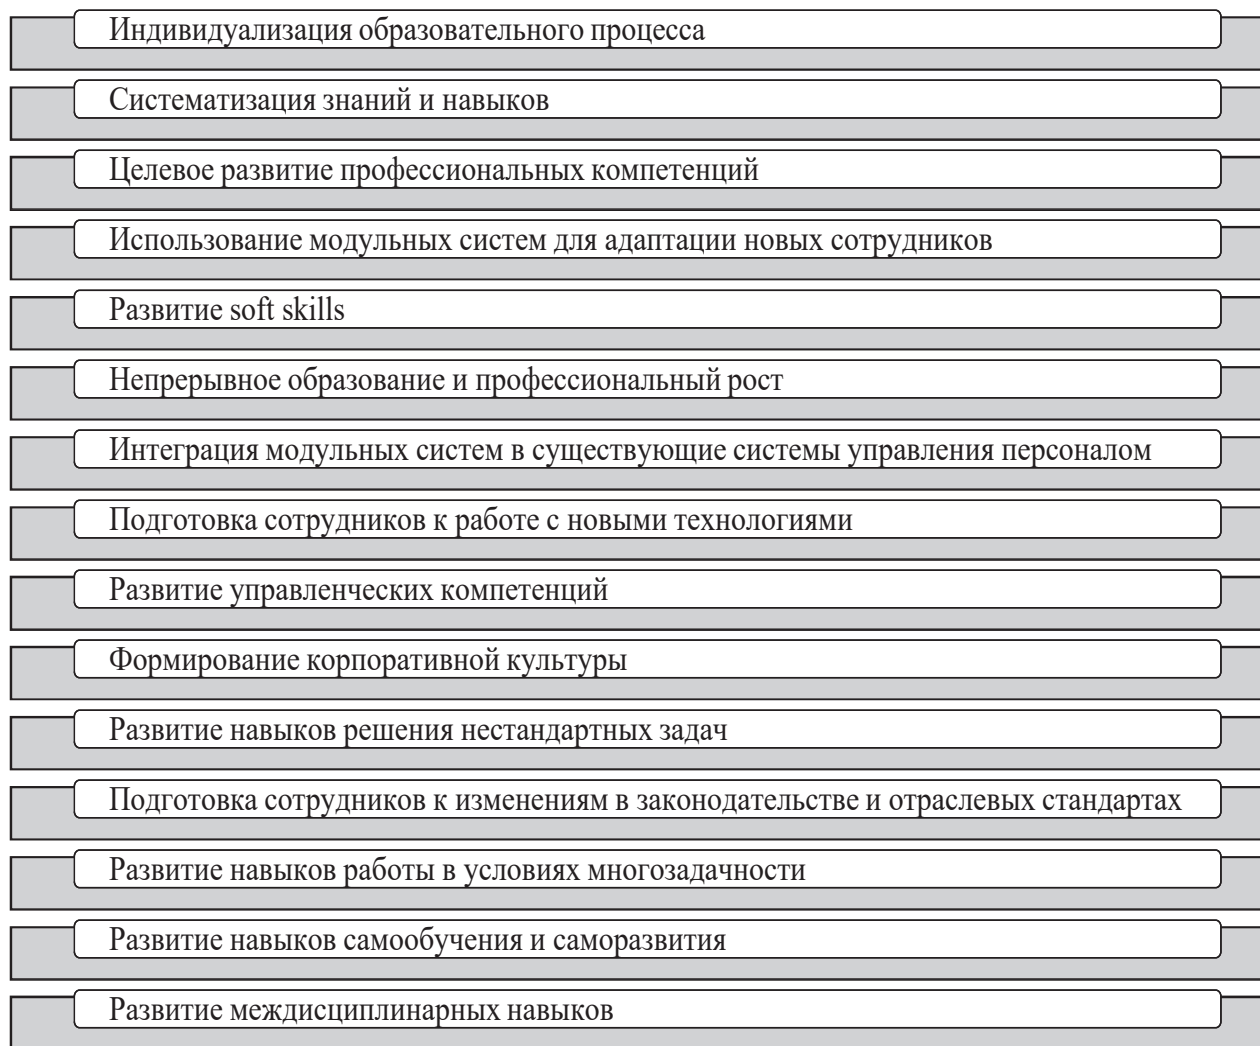 Индивидуализация образовательного процесса
Систематизация знаний и навыков
Целевое развитие профессиональных компетенций
Использование модульных систем для адаптации новых сотрудников
Развитие soft skills
Непрерывное образование и профессиональный рост
Интеграция модульных систем в существующие системы управления персоналом
Подготовка сотрудников к работе с новыми технологиями
Развитие управленческих компетенций
Формирование корпоративной культуры
Развитие навыков решения нестандартных задач
Подготовка сотрудников к изменениям в законодательстве и отраслевых стандартах
Развитие навыков работы в условиях многозадачности
Развитие навыков самообучения и саморазвития
Развитие междисциплинарных навыков